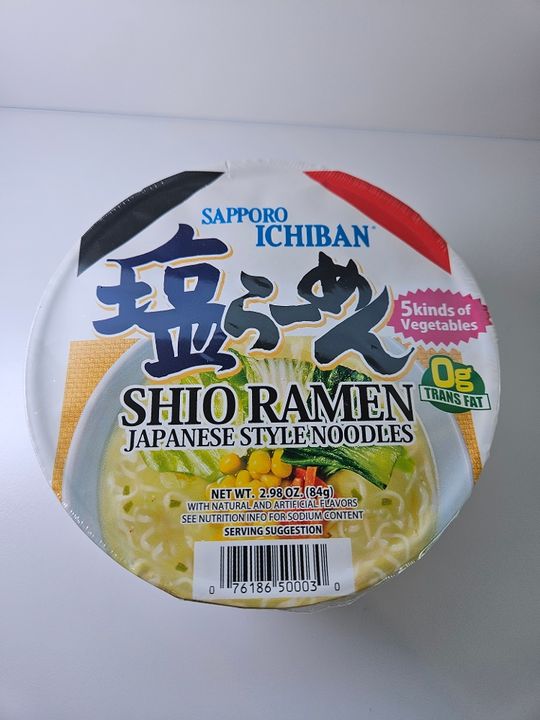 SAPPORO
ICHIBAN
塩らーめん
5kinds of
Vegetables
0g
TRANS FAT
SHIO RAMEN
JAPANESE STYLE NOODLES
NET WT. 2.98 OZ. (84g)
WITH NATURAL AND ARTIFICIAL FLAVORS
SEE NUTRITION INFO FOR SODIUM CONTENT
SERVING SUGGESTION
0 76186 50003 0